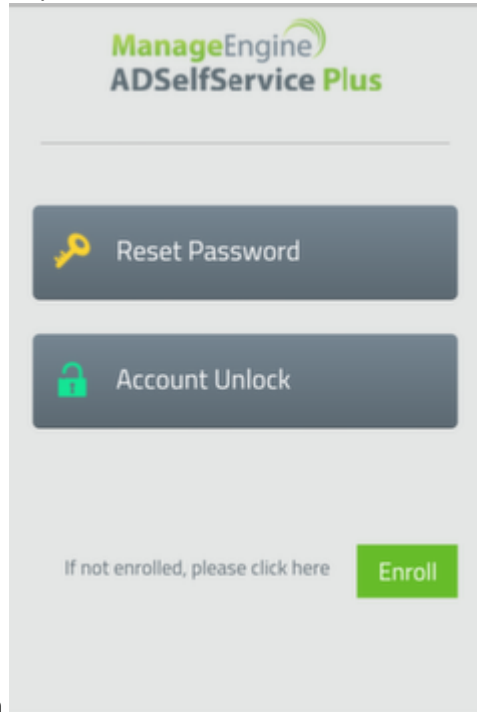 ManageEngine
ADSelfService Plus
Reset Password
Account Unlock
If not enrolled, please click here
Enroll